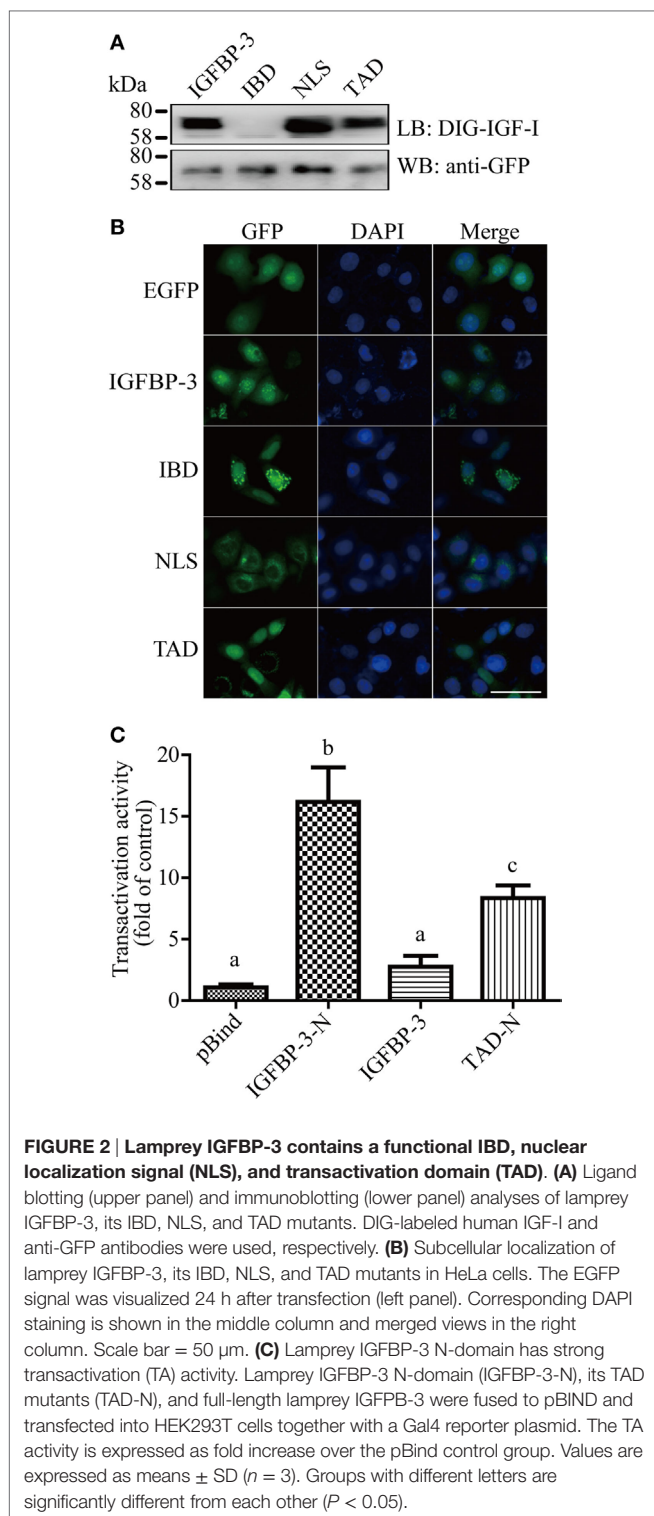 A
IGFBP-3 IBD NLS TAD
kDa
80
58
LB: DIG-IGF-I
80
58
WB: anti-GFP
B
GFP DAPI Merge
EGFP
IGFBP-3
IBD
NLS
TAD
C
Transactivation activity
(fold of control)
20
15
10
5
0
a
b
a
c
pBind
IGFBP-3-N
IGFBP-3
TAD-N
FIGURE 2 | Lamprey IGFBP-3 contains a functional IBD, nuclear
localization signal (NLS), and transactivation domain (TAD). (A) Ligand
blotting (upper panel) and immunoblotting (lower panel) analyses of lamprey
IGFBP-3, its IBD, NLS, and TAD mutants. DIG-labeled human IGF-I and
anti-GFP antibodies were used, respectively. (B) Subcellular localization of
lamprey IGFBP-3, its IBD, NLS, and TAD mutants in HeLa cells. The EGFP
signal was visualized 24 h after transfection (left panel). Corresponding DAPI
staining is shown in the middle column and merged views in the right
column. Scale bar = 50 µm. (C) Lamprey IGFBP-3 N-domain has strong
transactivation (TA) activity. Lamprey IGFBP-3 N-domain (IGFBP-3-N), its TAD
mutants (TAD-N), and full-length lamprey IGFPB-3 were fused to pBIND and
transfected into HEK293T cells together with a Gal4 reporter plasmid. The TA
activity is expressed as fold increase over the pBind control group. Values are
expressed as means ± SD (n = 3). Groups with different letters are
significantly different from each other (P < 0.05).